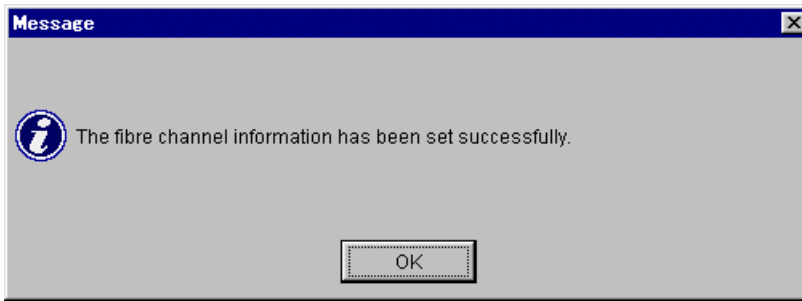 Message
The fibre channel information has been set successfully.
OK